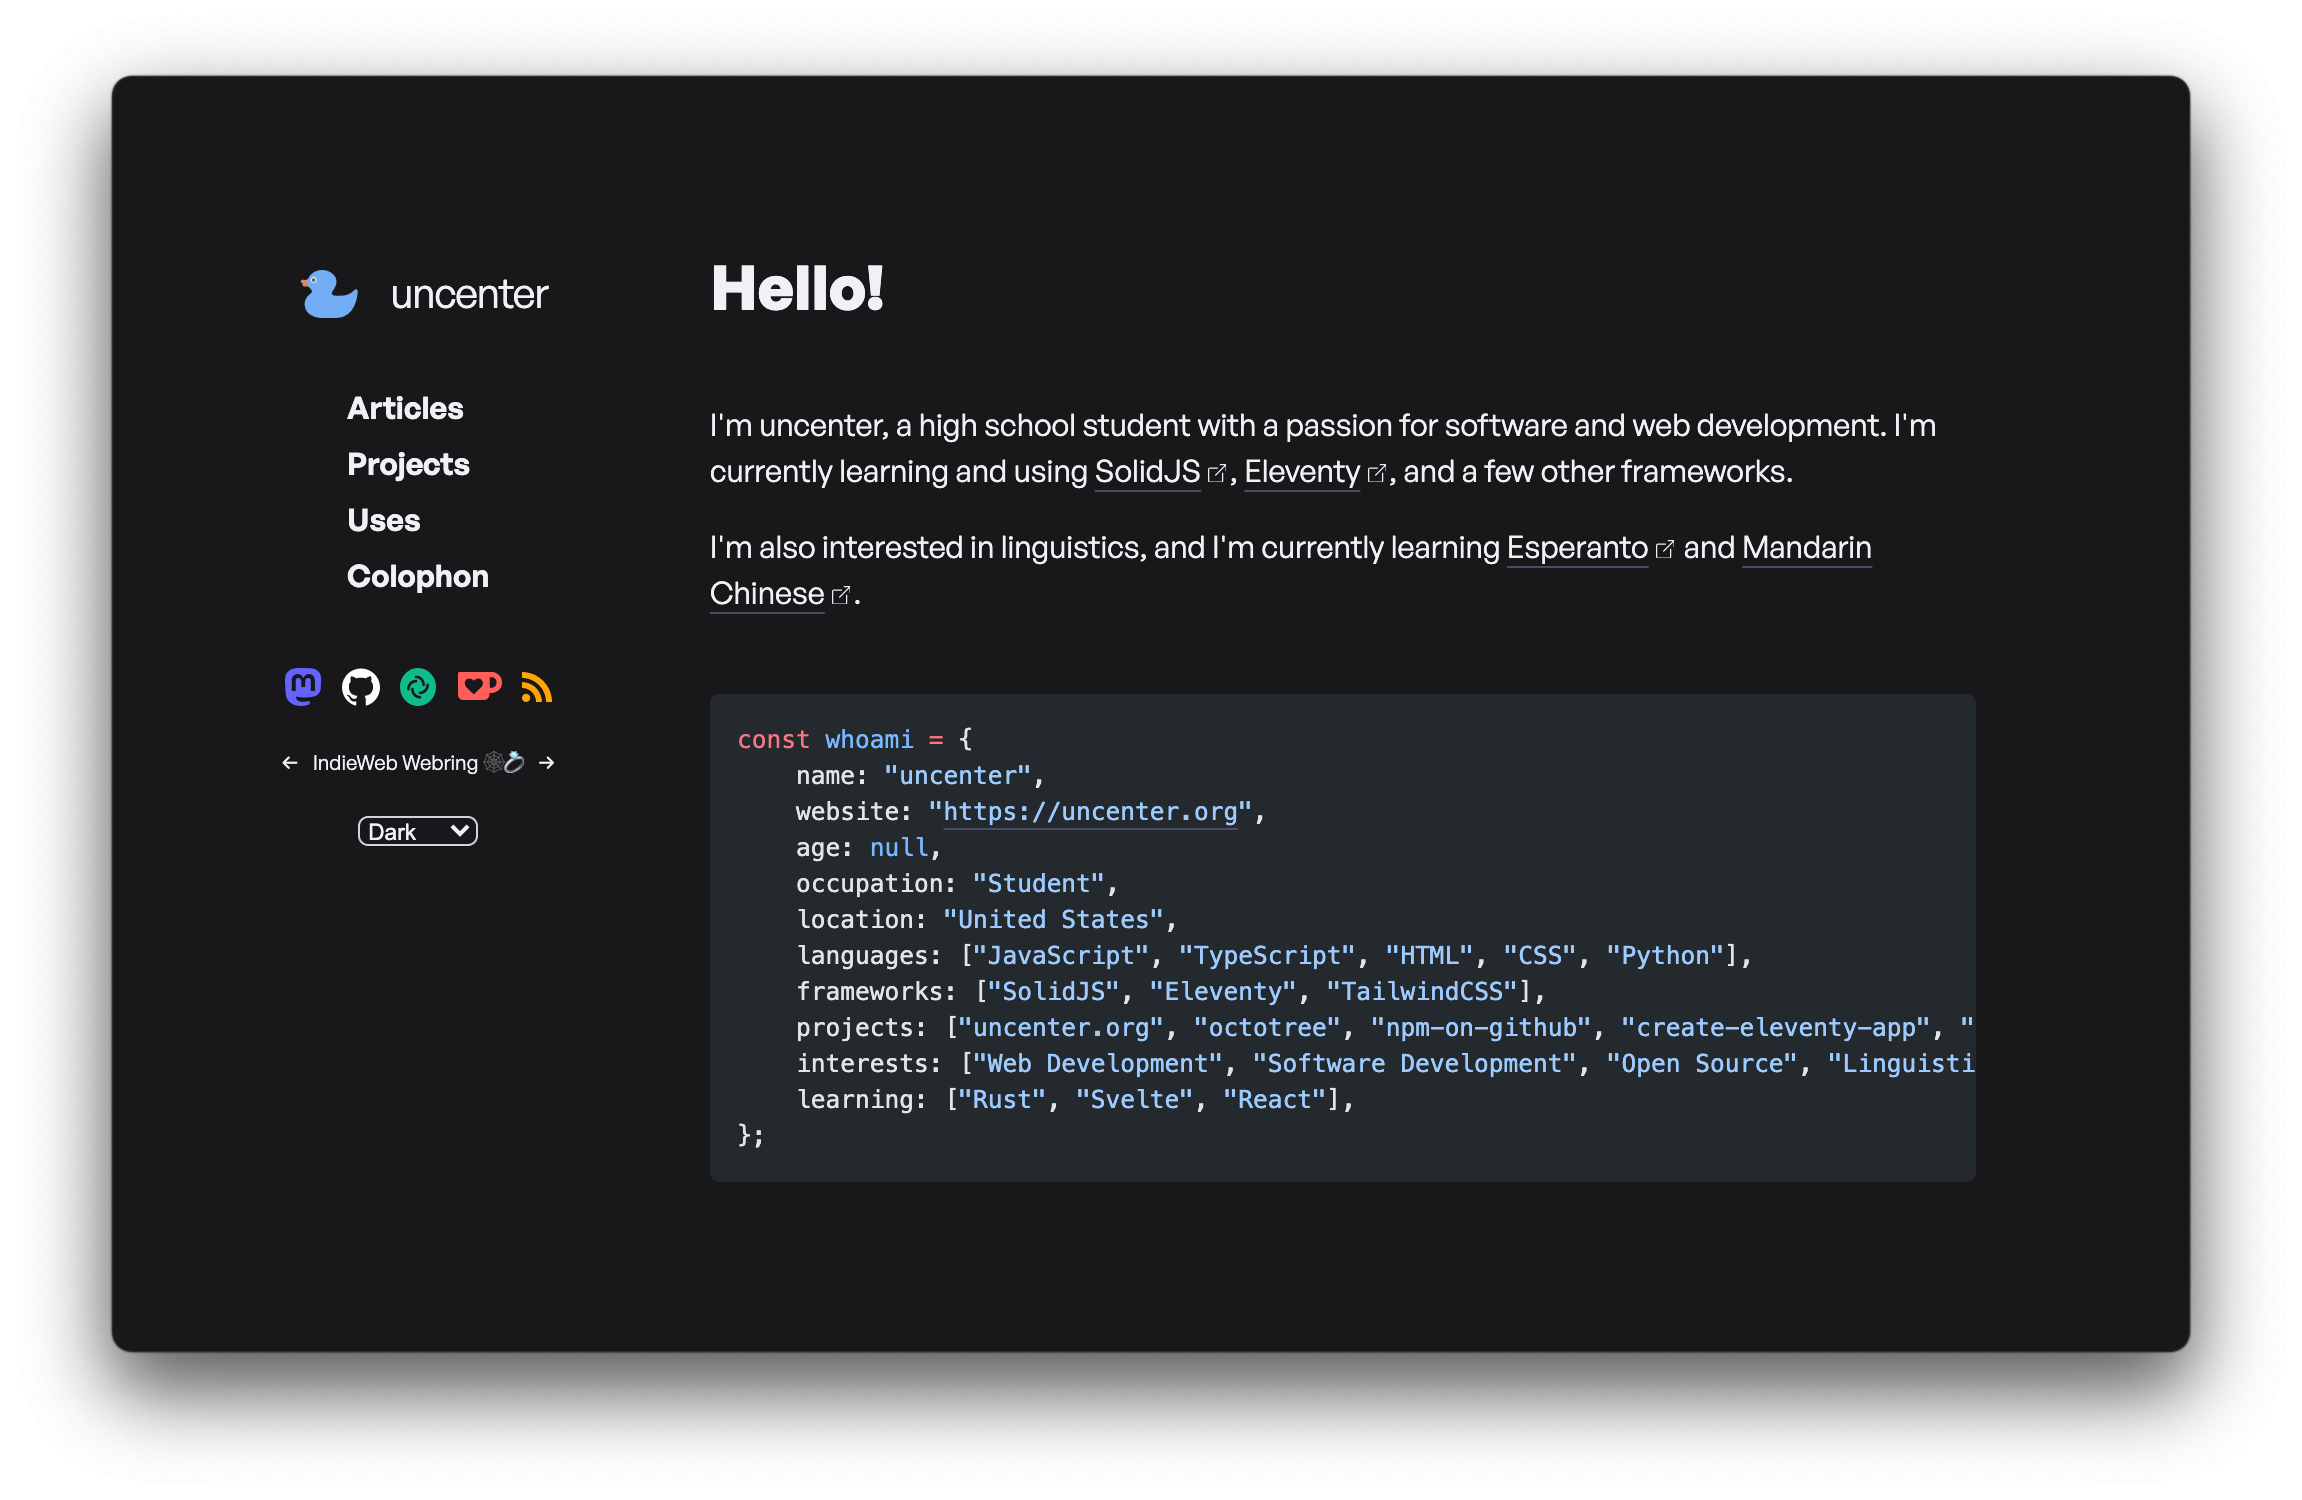 uncenter
Articles
Projects
Uses
Colophon
← IndieWeb Webring 🕸️💍 →
Dark
Hello!
I'm uncenter, a high school student with a passion for software and web development. I'm
currently learning and using SolidJS, Eleventy, and a few other frameworks.
I'm also interested in linguistics, and I'm currently learning Esperanto and Mandarin
Chinese.
const whoami = {
    name: "uncenter",
    website: "https://uncenter.org",
    age: null,
    occupation: "Student",
    location: "United States",
    languages: ["JavaScript", "TypeScript", "HTML", "CSS", "Python"],
    frameworks: ["SolidJS", "Eleventy", "TailwindCSS"],
    projects: ["uncenter.org", "octotree", "npm-on-github", "create-eleventy-app", "
    interests: ["Web Development", "Software Development", "Open Source", "Linguisti
    learning: ["Rust", "Svelte", "React"],
};